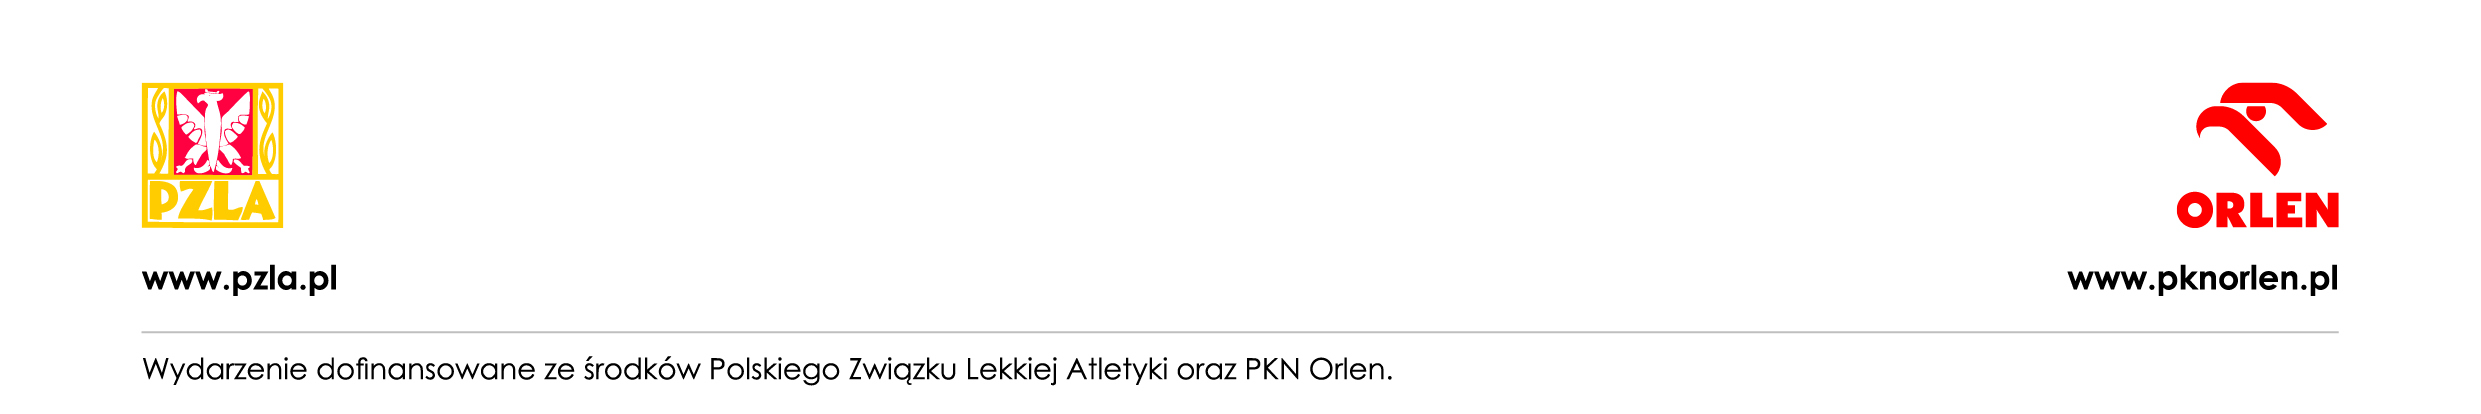 PZLA
ORLEN
www.pzla.pl
www.pknorlen.pl
Wydarzenie dofinansowane ze środków Polskiego Związku Lekkiej Atletyki oraz PKN Orlen.